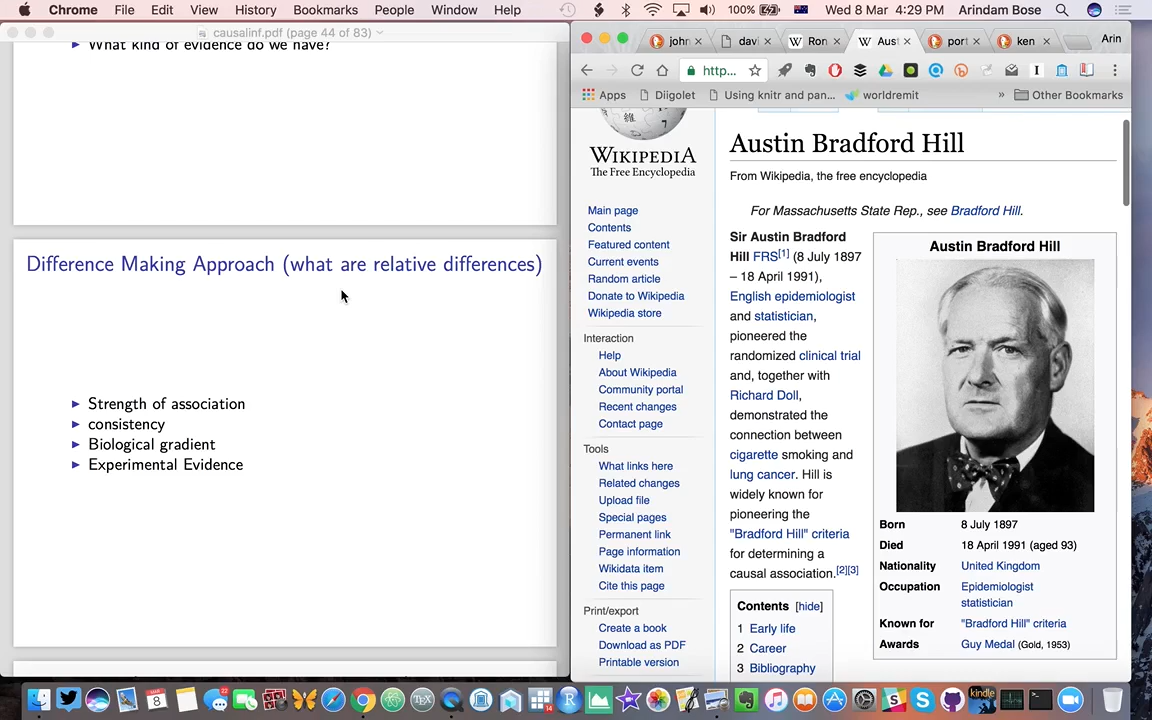 Chrome File Edit View History Bookmarks People Window Help 100% Wed 8 Mar 4:29 PM Arindam Bose
causalinf.pdf (page 44 of 83)
What kind of evidence do we have?
Difference Making Approach (what are relative differences)
Strength of association
consistency
Biological gradient
Experimental Evidence
john davi Ron Aust port ken Arin
http...
Apps Diigolet Using knitr and pan... worldremit » Other Bookmarks
WIKIPEDIA
The Free Encyclopedia
Main page
Contents
Featured content
Current events
Random article
Donate to Wikipedia
Wikipedia store
Interaction
Help
About Wikipedia
Community portal
Recent changes
Contact page
Tools
What links here
Related changes
Upload file
Special pages
Permanent link
Page information
Wikidata item
Cite this page
Print/export
Create a book
Download as PDF
Printable version
Austin Bradford Hill
From Wikipedia, the free encyclopedia
For Massachusetts State Rep., see Bradford Hill.
Sir Austin Bradford
Hill FRS[1] (8 July 1897
– 18 April 1991),
English epidemiologist
and statistician,
pioneered the
randomized clinical trial
and, together with
Richard Doll,
demonstrated the
connection between
cigarette smoking and
lung cancer. Hill is
widely known for
pioneering the
"Bradford Hill" criteria
for determining a
causal association.[2][3]
Contents [hide]
1 Early life
2 Career
3 Bibliography
Austin Bradford Hill
Born 8 July 1897
Died 18 April 1991 (aged 93)
Nationality United Kingdom
Occupation Epidemiologist
statistician
Known for "Bradford Hill" criteria
Awards Guy Medal (Gold, 1953)
kindle